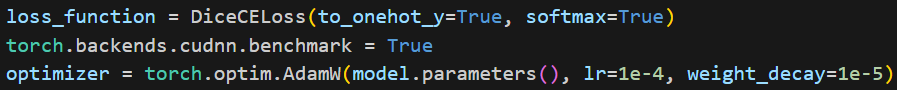 loss_function = DiceCELoss(to_onehot_y=True, softmax=True)
torch.backends.cudnn.benchmark = True
optimizer = torch.optim.AdamW(model.parameters(), lr=1e-4, weight_decay=1e-5)